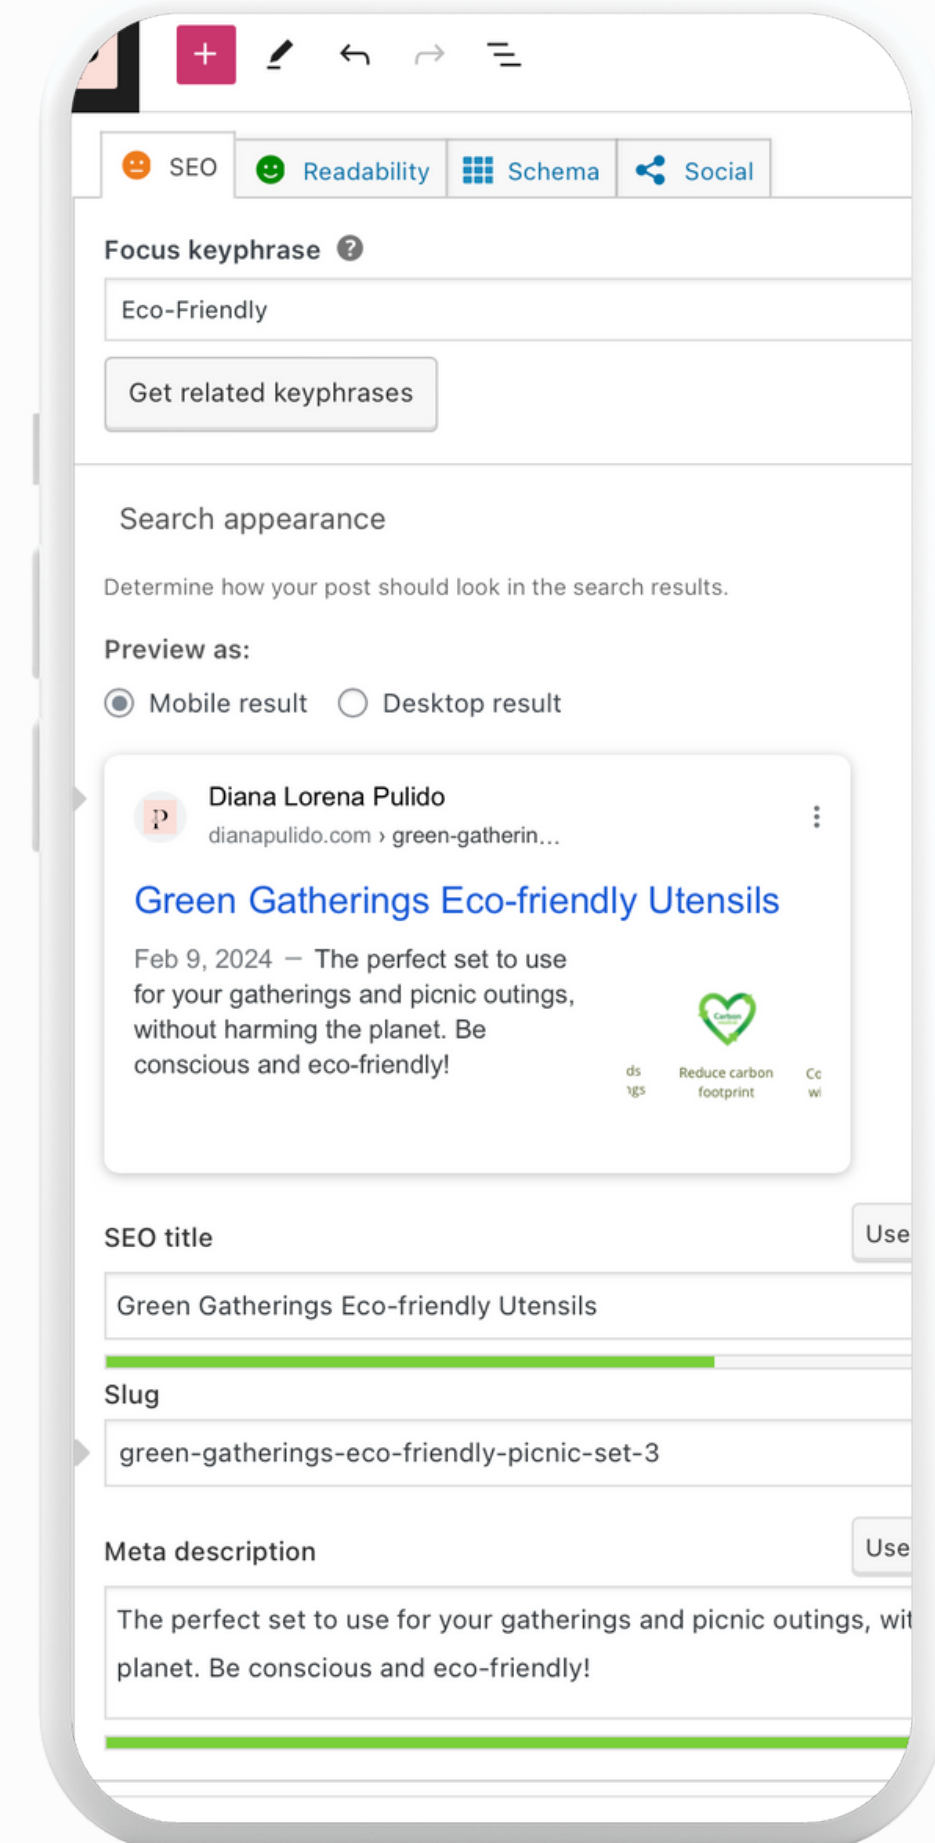 SEO
Readability
Schema
Social
Focus keyphrase ?
Eco-Friendly
Get related keyphrases
Search appearance
Determine how your post should look in the search results.
Preview as:
Mobile result
Desktop result
P
Diana Lorena Pulido
dianapulido.com › green-gatherin...
Green Gatherings Eco-friendly Utensils
Feb 9, 2024 — The perfect set to use
for your gatherings and picnic outings,
without harming the planet. Be
conscious and eco-friendly!
Carbon
neutral
ds
Reduce carbon
footprint
SEO title
Use
Green Gatherings Eco-friendly Utensils
Slug
green-gatherings-eco-friendly-picnic-set-3
Meta description
Use
The perfect set to use for your gatherings and picnic outings, wit
planet. Be conscious and eco-friendly!